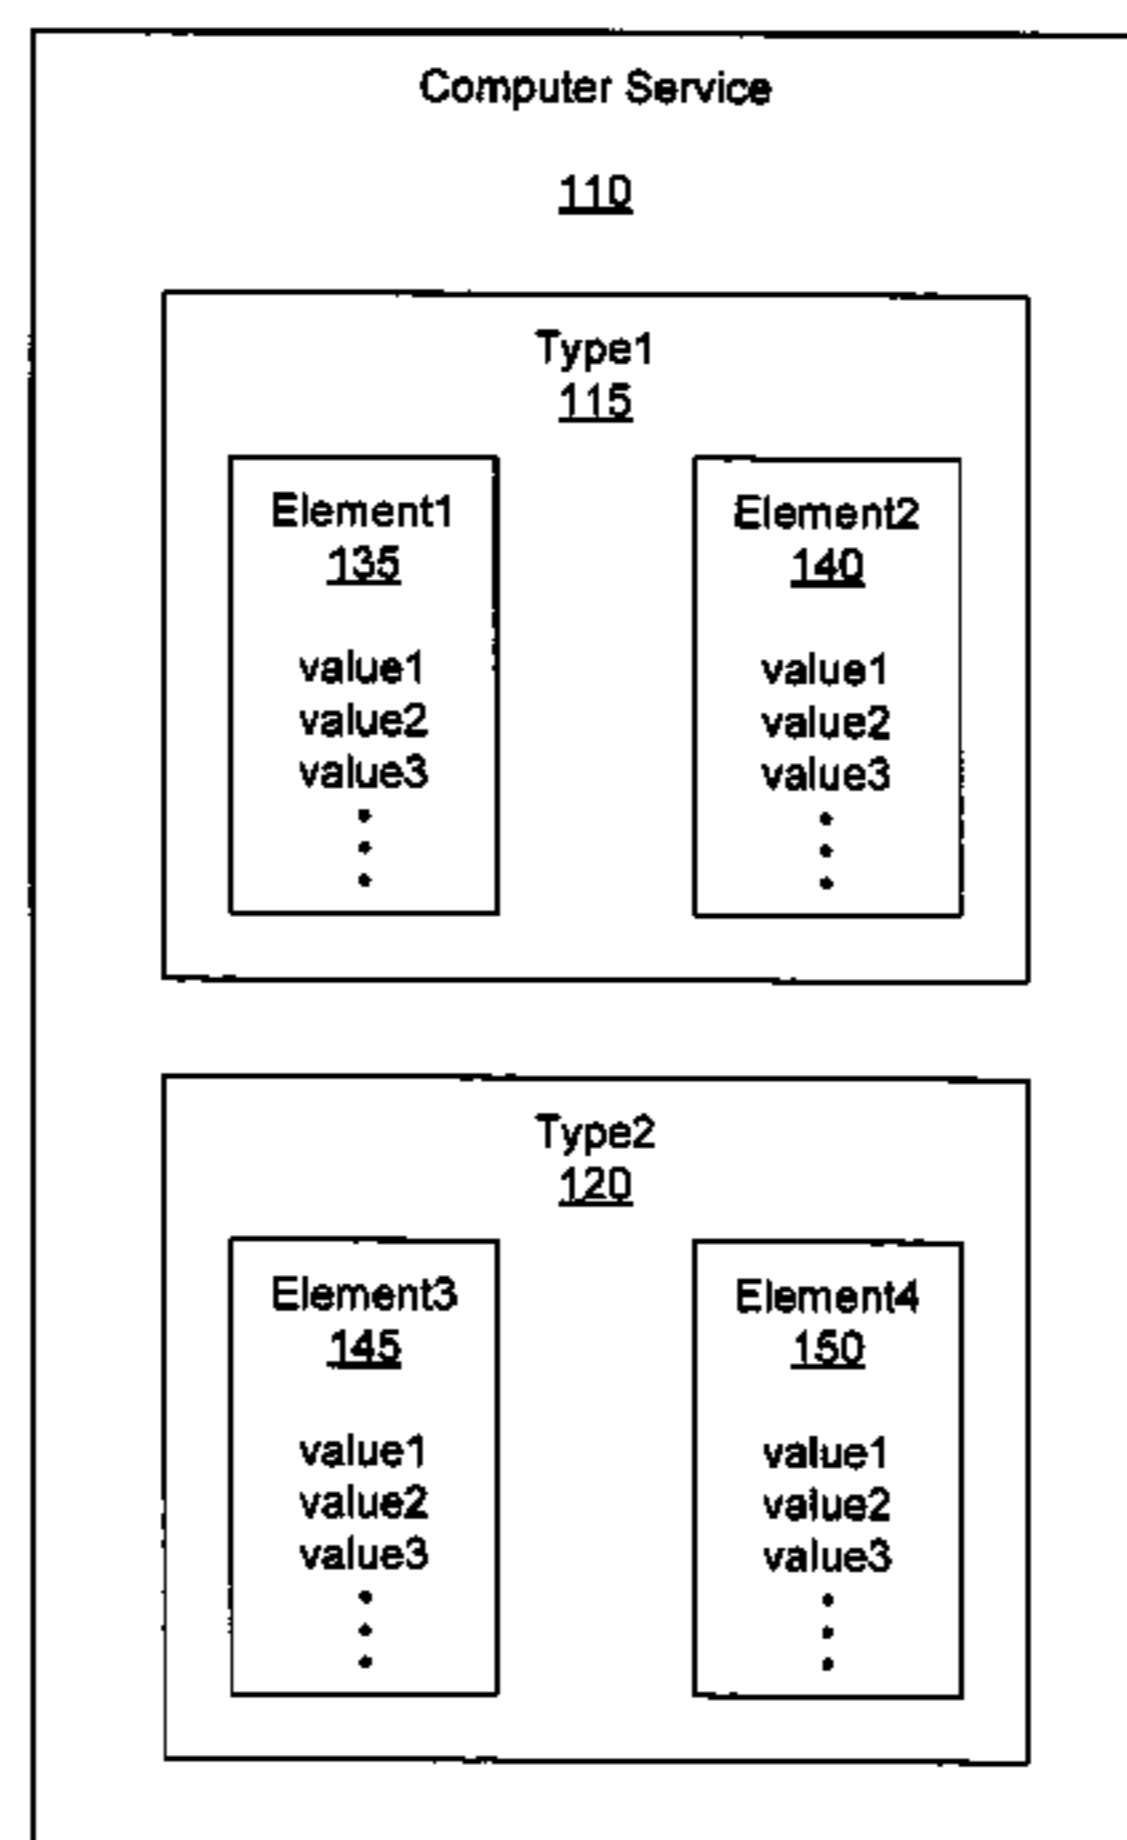 Computer Service
110
Type1
115
Element1
135
value1
value2
value3
Element2
140
value1
value2
value3
Type2
120
Element3
145
value1
value2
value3
Element4
150
value1
value2
value3